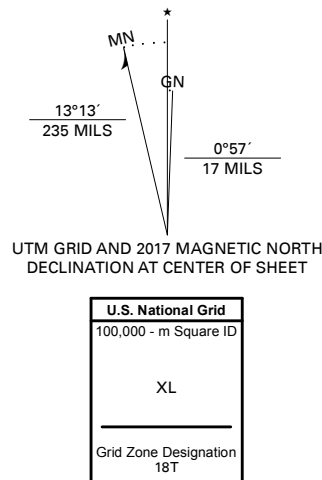 ★
MN
GN
13°13´
235 MILS
0°57´
17 MILS
UTM GRID AND 2017 MAGNETIC NORTH
DECLINATION AT CENTER OF SHEET
U.S. National Grid
100,000 - m Square ID
XL
Grid Zone Designation
18T